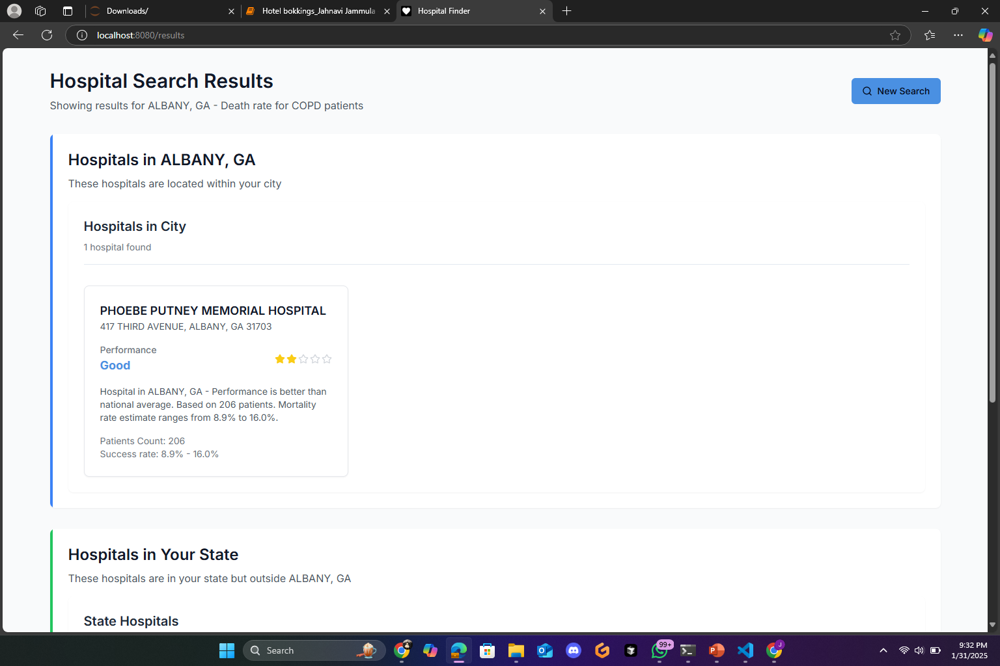 Downloads/
Hotel bokkings_Jahnavi Jammula
Hospital Finder
localhost:8080/results
Hospital Search Results
Showing results for ALBANY, GA - Death rate for COPD patients
New Search
Hospitals in ALBANY, GA
These hospitals are located within your city
Hospitals in City
1 hospital found
PHOEBE PUTNEY MEMORIAL HOSPITAL
417 THIRD AVENUE, ALBANY, GA 31703
Performance
Good
Hospital in ALBANY, GA - Performance is better than
national average. Based on 206 patients. Mortality
rate estimate ranges from 8.9% to 16.0%.
Patients Count: 206
Success rate: 8.9% - 16.0%
Hospitals in Your State
These hospitals are in your state but outside ALBANY, GA
State Hospitals
Search
99+
J
9:32 PM
1/31/2025